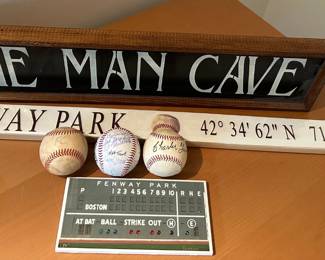 E MAN CAVE
WAY PARK 42° 34' 62" N 71
FENWAY PARK
P 1 2 3 4 5 6 7 8 9 10 R H E
BOSTON
AT BAT BALL STRIKE OUT H E